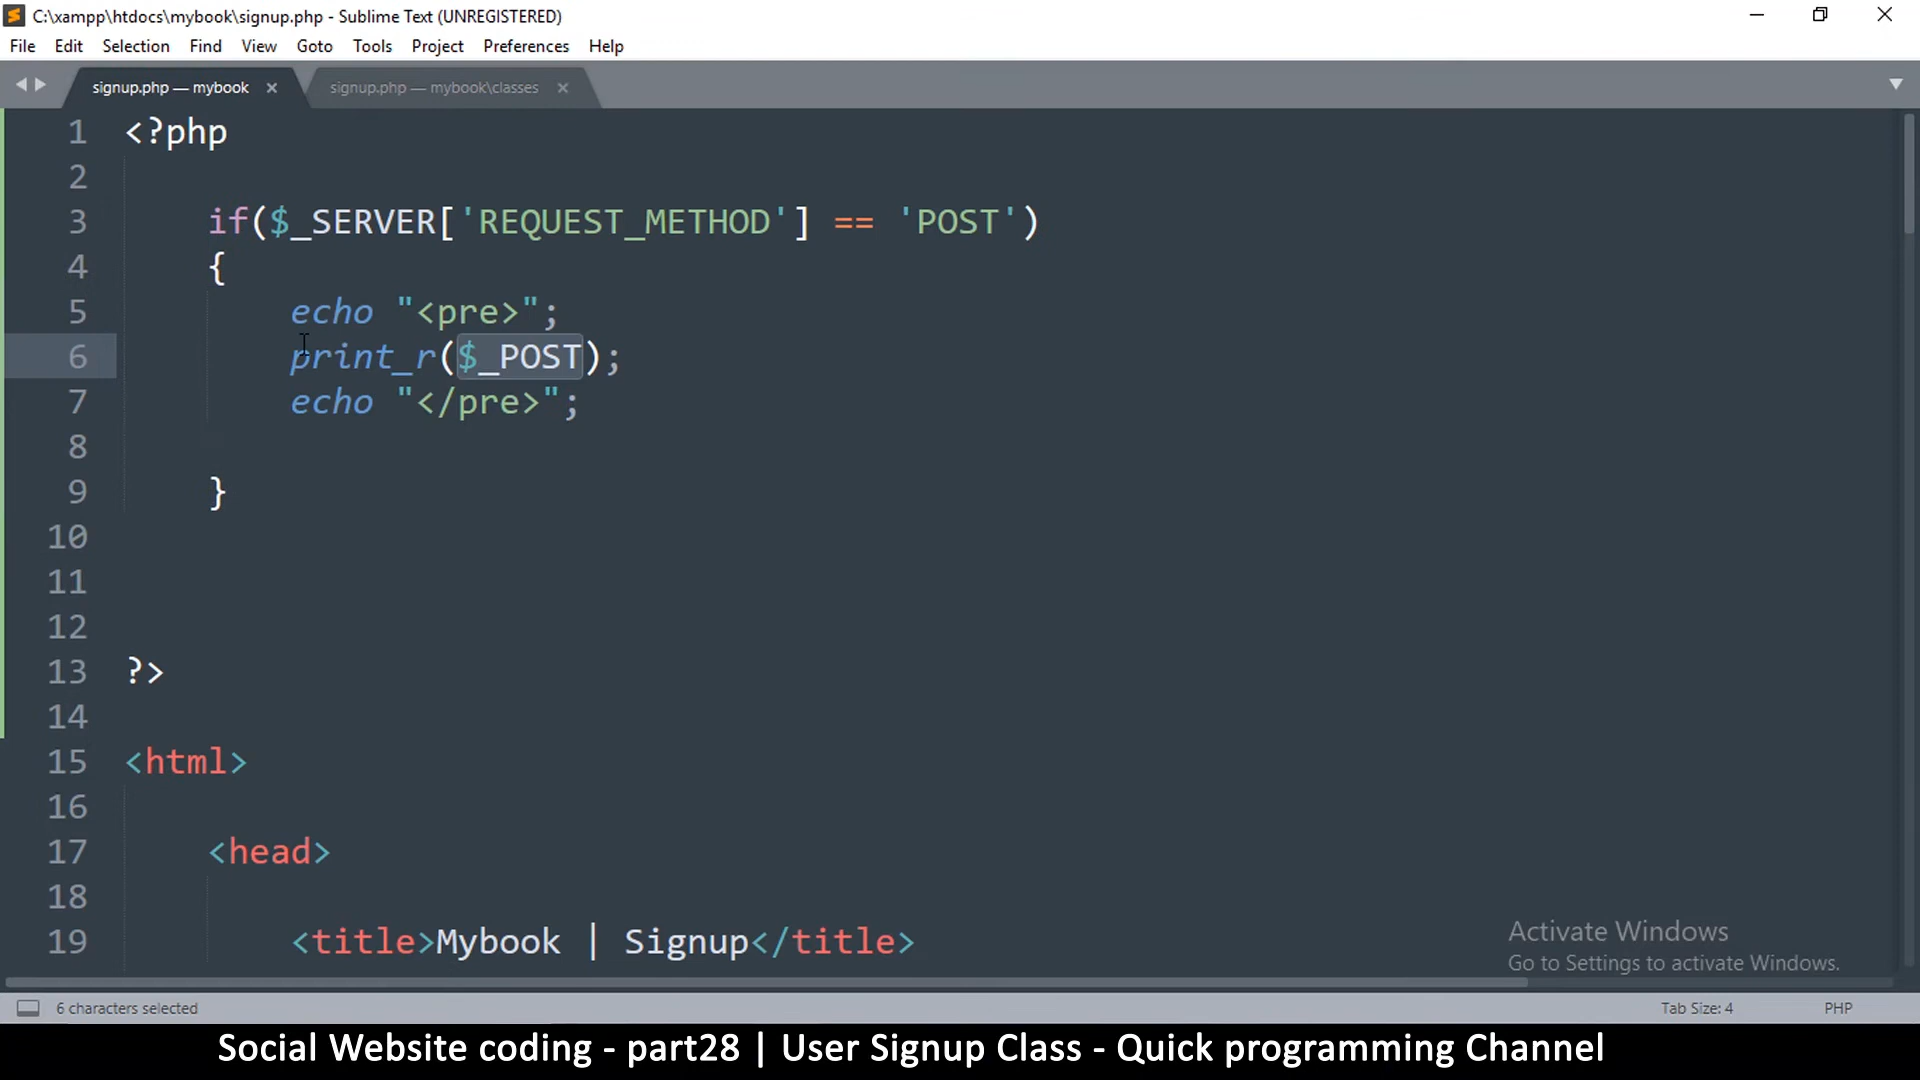 C:\xampp\htdocs\mybook\signup.php - Sublime Text (UNREGISTERED)
File Edit Selection Find View Goto Tools Project Preferences Help
signup.php — mybook signup.php — mybook\classes
1 <?php
2
3 if($_SERVER['REQUEST_METHOD'] == 'POST')
4 {
5 echo "<pre>";
6 print_r($_POST);
7 echo "</pre>";
8
9 }
10
11
12
13 ?>
14
15 <html>
16
17 <head>
18
19 <title>Mybook | Signup</title>
Activate Windows
Go to Settings to activate Windows.
6 characters selected Tab Size: 4 PHP
Social Website coding - part28 | User Signup Class - Quick programming Channel